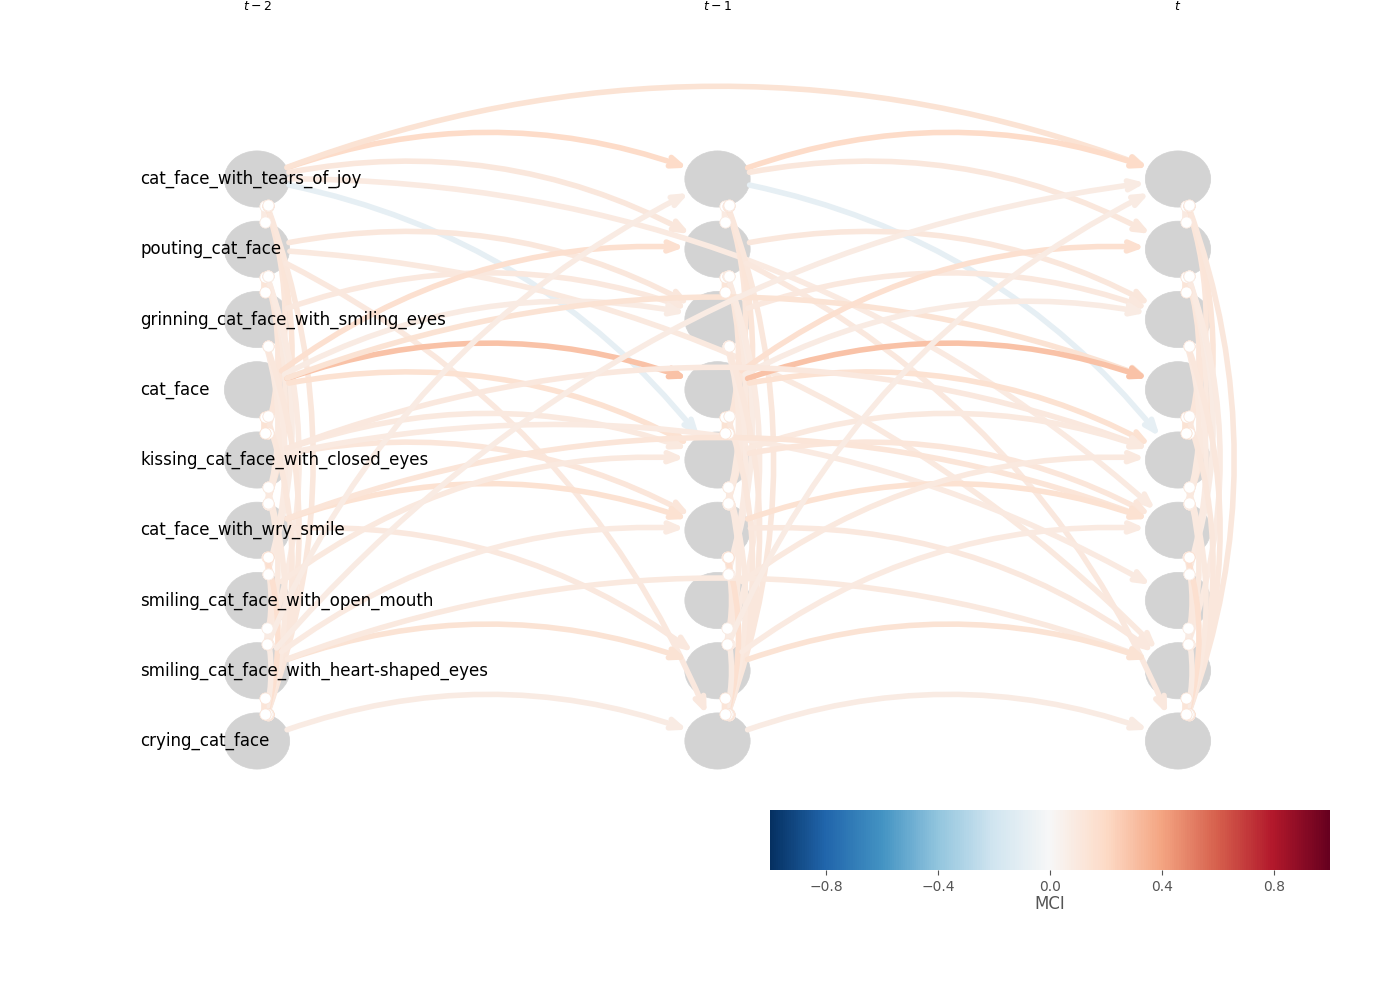 t − 2 t − 1 t
cat_face_with_tears_of_joy
pouting_cat_face
grinning_cat_face_with_smiling_eyes
cat_face
kissing_cat_face_with_closed_eyes
cat_face_with_wry_smile
smiling_cat_face_with_open_mouth
smiling_cat_face_with_heart-shaped_eyes
crying_cat_face
−0.8 −0.4 0.0 0.4 0.8
MCI